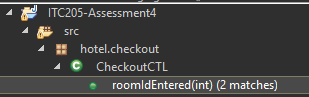 ITC205-Assessment4
src
hotel.checkout
CheckoutCTL
roomIdEntered(int) (2 matches)